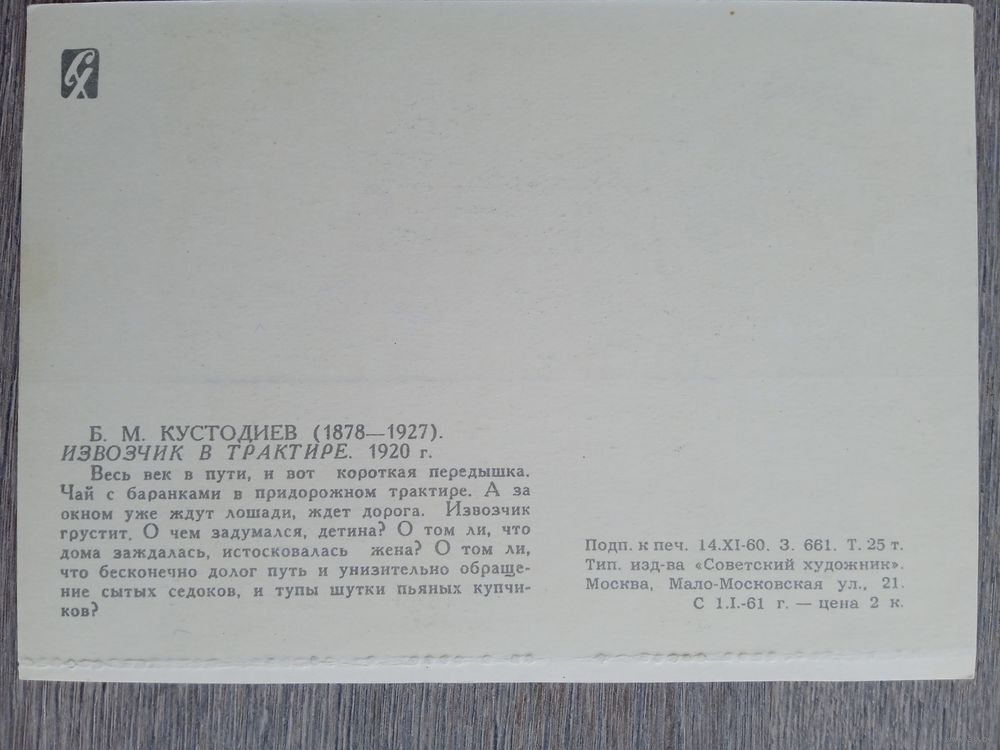 СХ
Б. М. КУСТОДИЕВ (1878—1927).
ИЗВОЗЧИК В ТРАКТИРЕ. 1920 г.
Весь век в пути, и вот короткая передышка.
Чай с баранками в придорожном трактире. А за
окном уже ждут лошади, ждет дорога. Извозчик
грустит. О чем задумался, детина? О том ли, что
дома заждалась, истосковалась жена? О том ли,
что бесконечно долог путь и унизительно обраще-
ние сытых седоков, и тупы шутки пьяных купчи-
ков?
Подп. к печ. 14.XI-60. З. 661. Т. 25 т.
Тип. изд-ва «Советский художник».
Москва, Мало-Московская ул., 21.
С 1.I.-61 г. — цена 2 к.